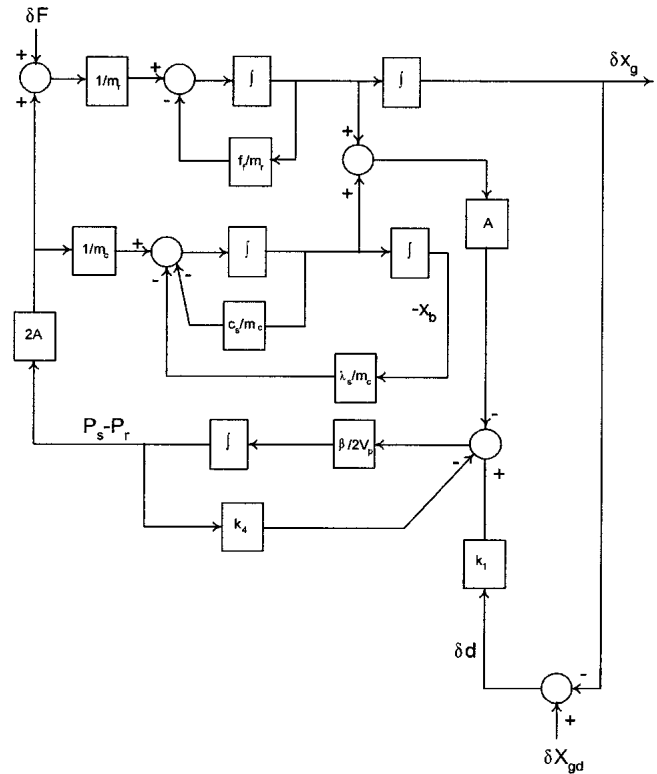 δF
+
+
1/m_r
+
-
∫
∫
δx_g
f_r/m_r
+
+
A
1/m_c
+
-
-
∫
∫
c_s/m_c
-x_b
λ_s/m_c
2A
P_s-P_r
∫
β/2V_p
-
-
+
k_4
k_1
δd
-
+
δX_gd